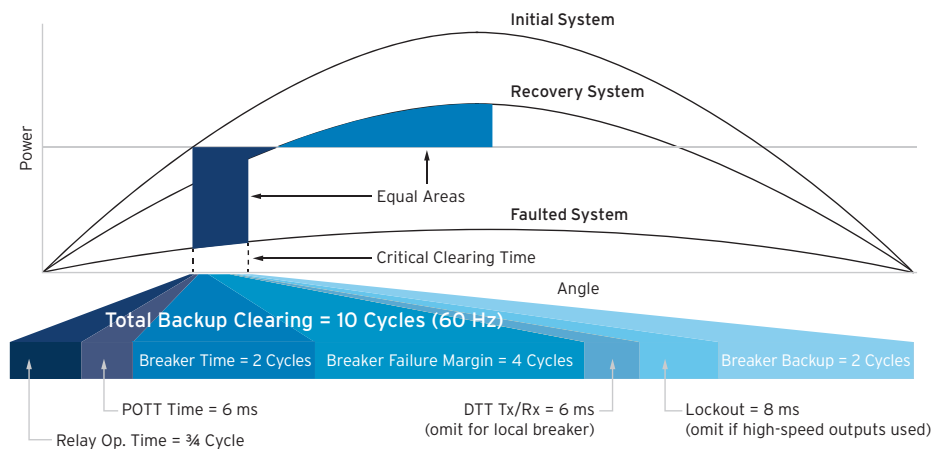 Initial System
Recovery System
Power
Equal Areas
Faulted System
Critical Clearing Time
Angle
Total Backup Clearing = 10 Cycles (60 Hz)
Breaker Time = 2 Cycles
Breaker Failure Margin = 4 Cycles
Breaker Backup = 2 Cycles
POTT Time = 6 ms
DTT Tx/Rx = 6 ms
(omit for local breaker)
Lockout = 8 ms
(omit if high-speed outputs used)
Relay Op. Time = ¾ Cycle